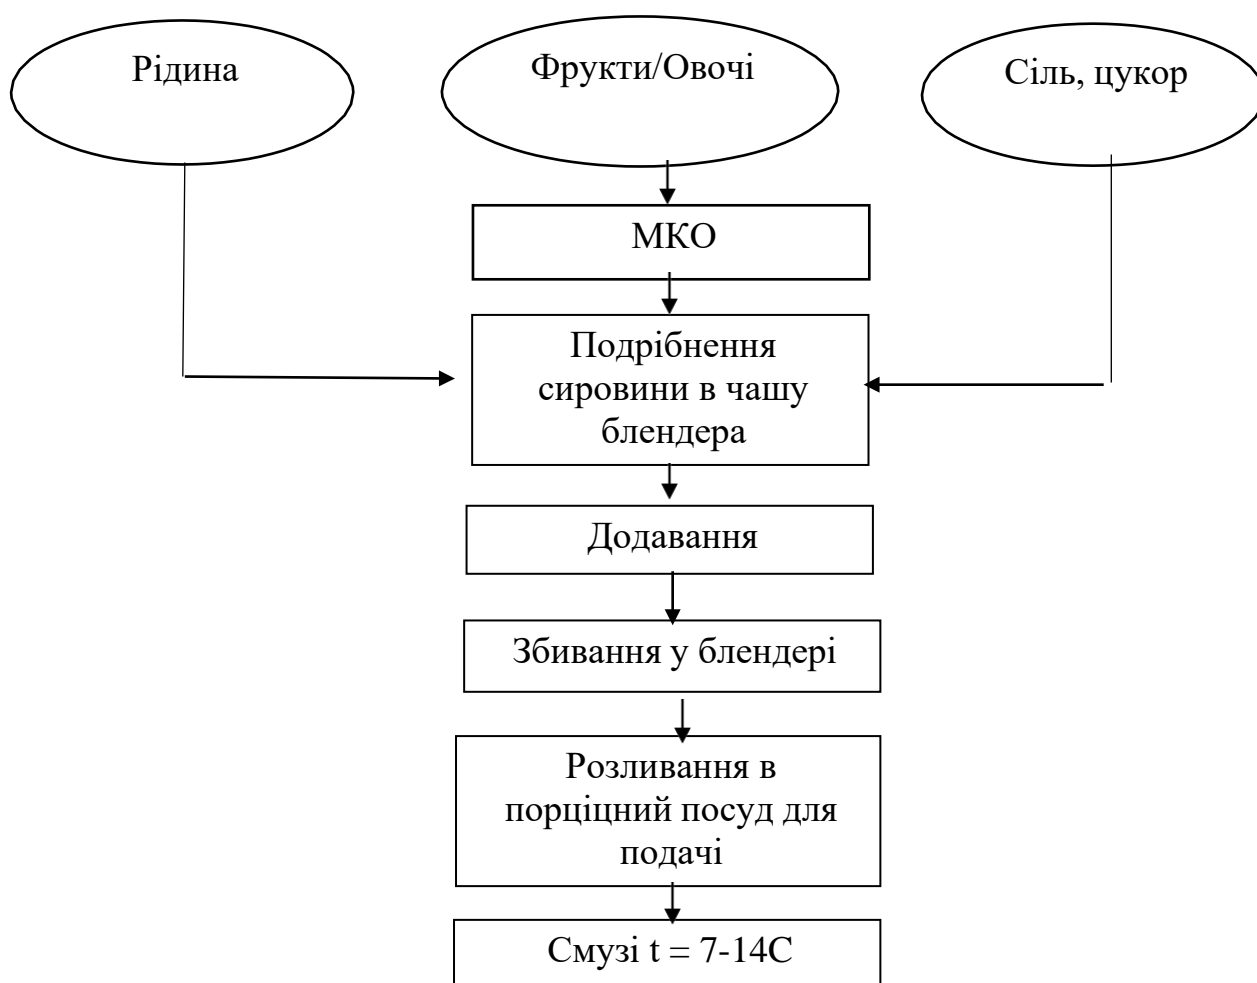 Рідина
Фрукти/Овочі
Сіль, цукор
МКО
Подрібнення
сировини в чашу
блендера
Додавання
Збивання у блендері
Розливання в
порціцний посуд для
подачі
Смузі t = 7-14С